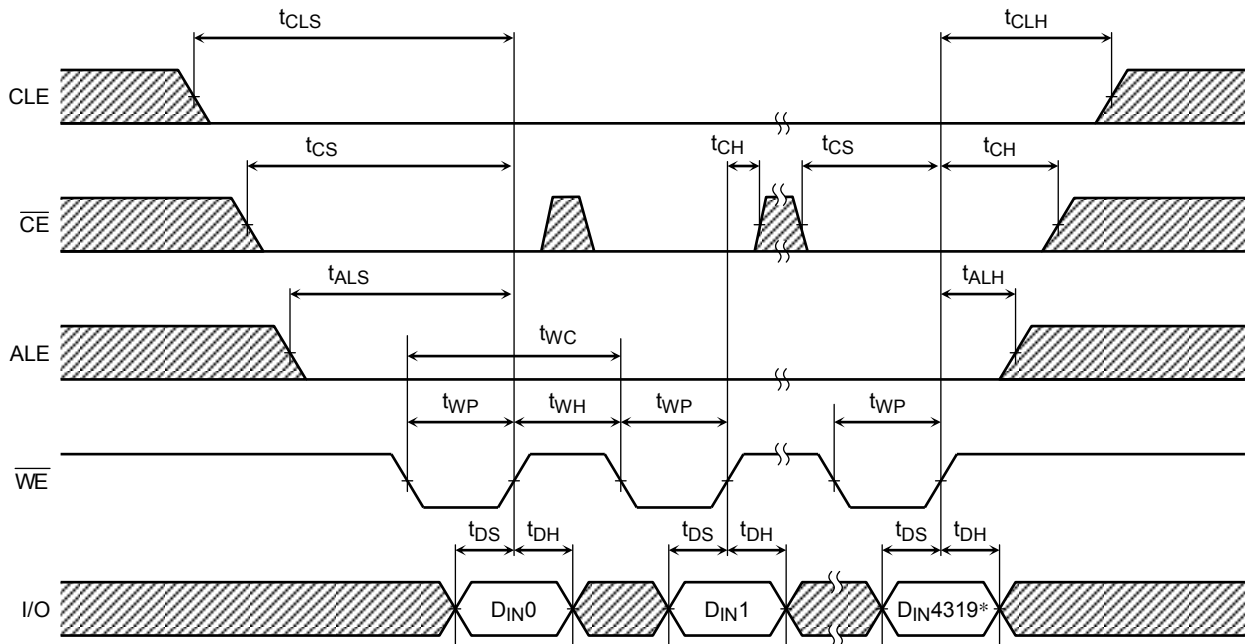 tCLS tCLH
CLE
tCS tCH tCS tCH
CE
tALS tALH
ALE
tWC
tWP tWH tWP tWP
WE
tDS tDH tDS tDH tDS tDH
I/O DIN0 DIN1 DIN4319*